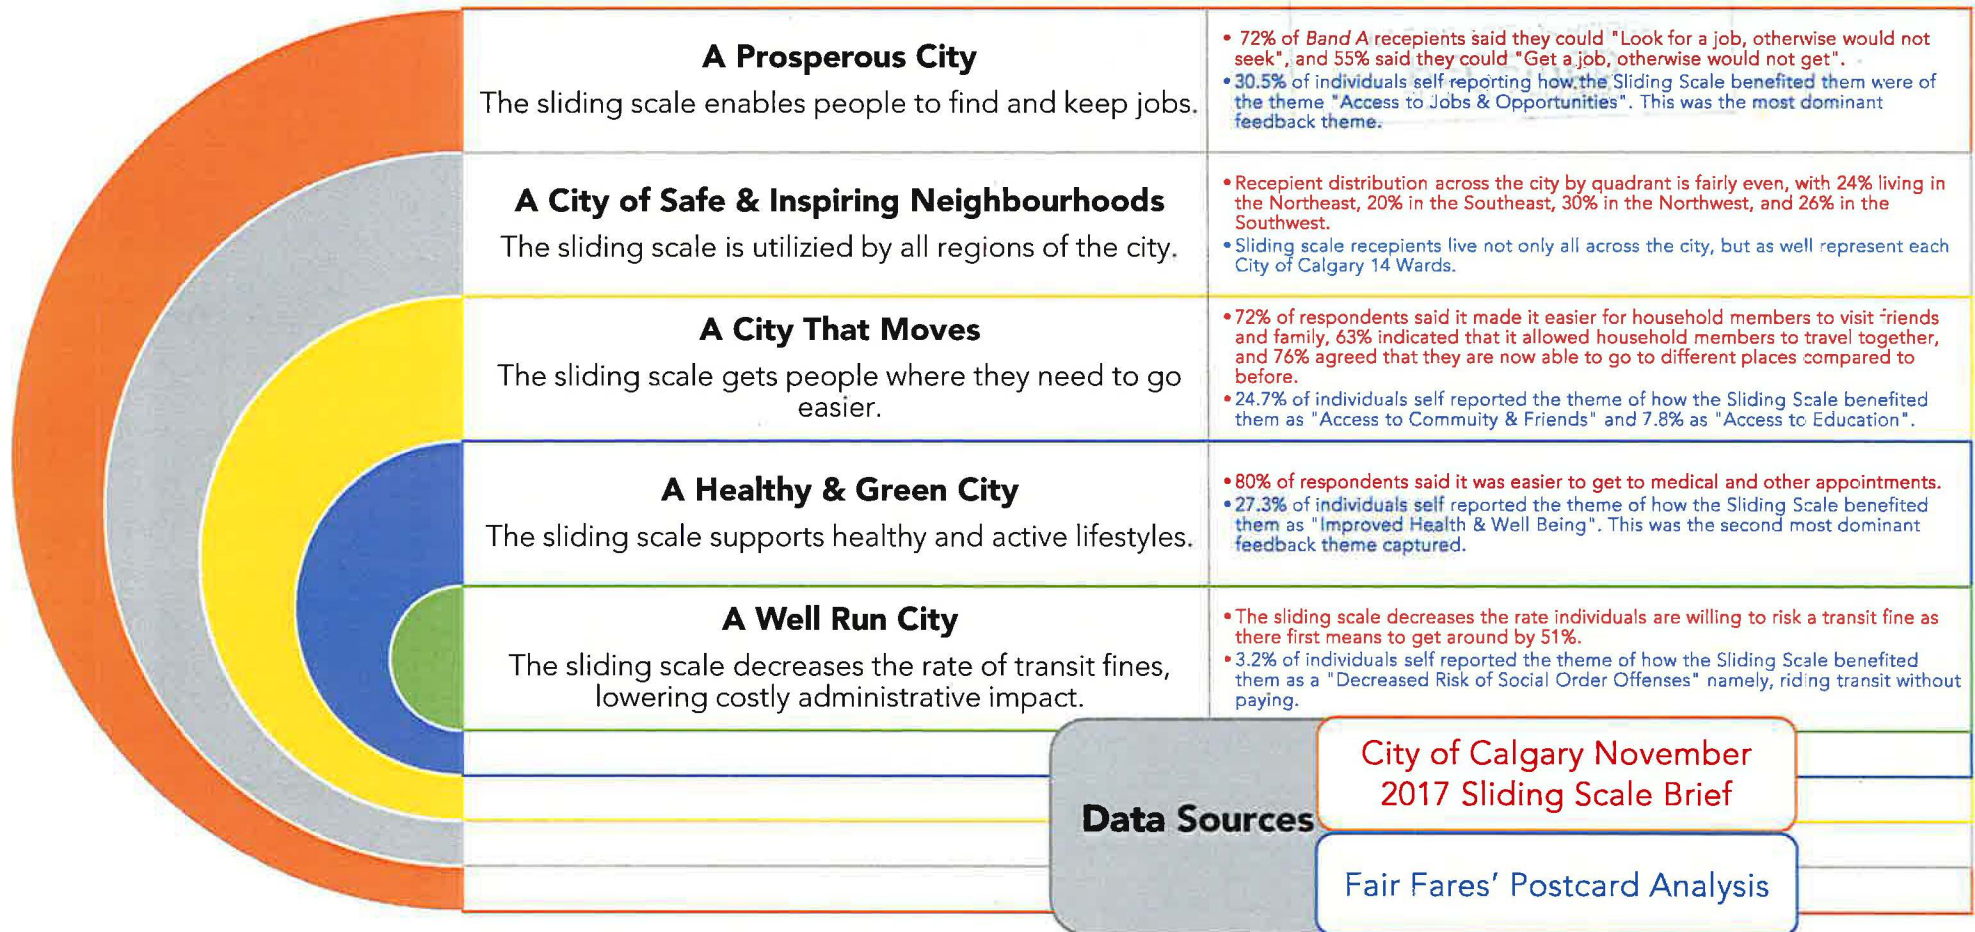 A Prosperous City
The sliding scale enables people to find and keep jobs.
• 72% of Band A recepients said they could "Look for a job, otherwise would not
seek", and 55% said they could "Get a job, otherwise would not get".
• 30.5% of individuals self reporting how the Sliding Scale benefited them were of
the theme "Access to Jobs & Opportunities". This was the most dominant
feedback theme.
A City of Safe & Inspiring Neighbourhoods
The sliding scale is utilizied by all regions of the city.
• Recepient distribution across the city by quadrant is fairly even, with 24% living in
the Northeast, 20% in the Southeast, 30% in the Northwest, and 26% in the
Southwest.
• Sliding scale recepients live not only all across the city, but as well represent each
City of Calgary 14 Wards.
A City That Moves
The sliding scale gets people where they need to go
easier.
• 72% of respondents said it made it easier for household members to visit friends
and family, 63% indicated that it allowed household members to travel together,
and 76% agreed that they are now able to go to different places compared to
before.
• 24.7% of individuals self reported the theme of how the Sliding Scale benefited
them as "Access to Commuity & Friends" and 7.8% as "Access to Education".
A Healthy & Green City
The sliding scale supports healthy and active lifestyles.
• 80% of respondents said it was easier to get to medical and other appointments.
• 27.3% of individuals self reported the theme of how the Sliding Scale benefited
them as "Improved Health & Well Being". This was the second most dominant
feedback theme captured.
A Well Run City
The sliding scale decreases the rate of transit fines,
lowering costly administrative impact.
• The sliding scale decreases the rate individuals are willing to risk a transit fine as
there first means to get around by 51%.
• 3.2% of individuals self reported the theme of how the Sliding Scale benefited
them as a "Decreased Risk of Social Order Offenses" namely, riding transit without
paying.
Data Sources
City of Calgary November
2017 Sliding Scale Brief
Fair Fares' Postcard Analysis